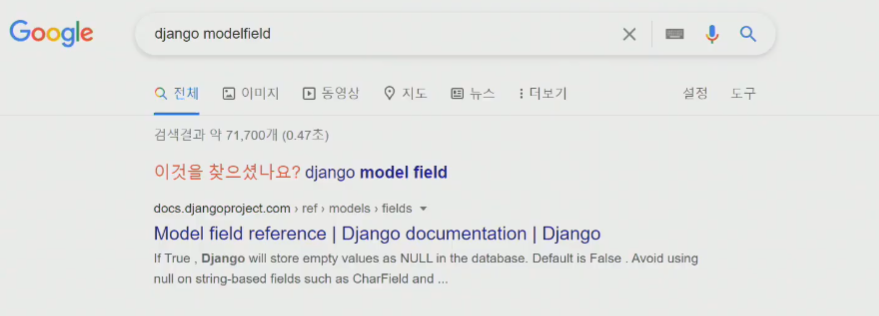 Google
django modelfield
전체 이미지 동영상 지도 뉴스 더보기 설정 도구
검색결과 약 71,700개 (0.47초)
이것을 찾으셨나요? django model field
docs.djangoproject.com › ref › models › fields
Model field reference | Django documentation | Django
If True , Django will store empty values as NULL in the database. Default is False . Avoid using
null on string-based fields such as CharField and ...